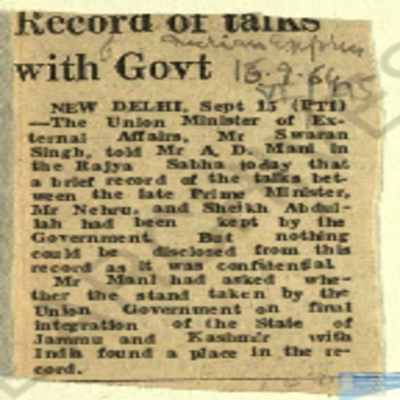 Record of talks
Indian Express
with Govt 16.9.64
NEW DELHI, Sept 15 (PTI)
—The Union Minister of Ex-
ternal Affairs, Mr Swaran
Singh, told Mr A. D. Mani in
the Rajya Sabha today that
a brief record of the talks bet-
ween the late Prime Minister,
Mr Nehru, and Sheikh Abdul-
lah had been kept by the
Government. But nothing
could be disclosed from this
record as it was confidential.
Mr Mani had asked whe-
ther the stand taken by the
Union Government on final
integration of the State of
Jammu and Kashmir with
India found a place in the re-
cord.